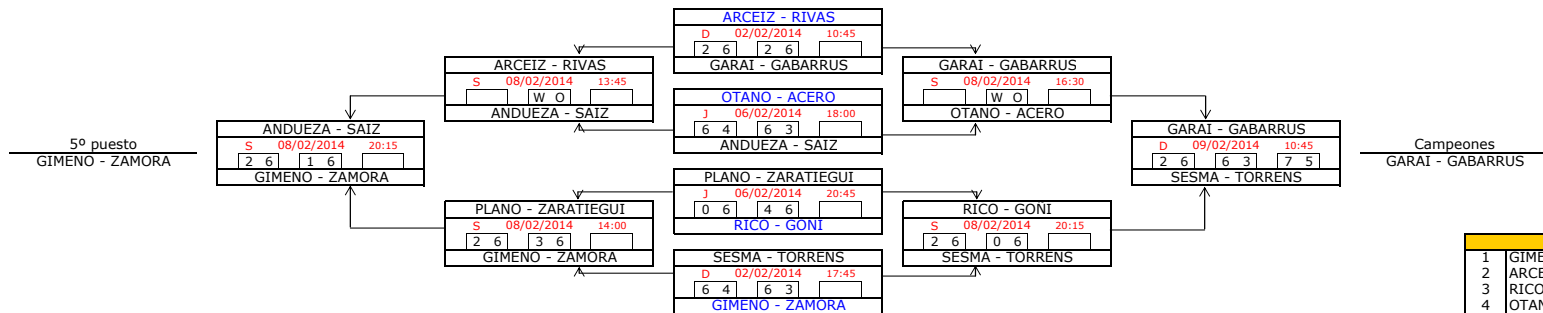 ARCEIZ - RIVAS
D 02/02/2014 10:45
2 6 2 6
GARAI - GABARRUS
ARCEIZ - RIVAS
S 08/02/2014 13:45
W O
ANDUEZA - SAIZ
GARAI - GABARRUS
S 08/02/2014 16:30
W O
OTANO - ACERO
OTANO - ACERO
J 06/02/2014 18:00
6 4 6 3
ANDUEZA - SAIZ
5º puesto
GIMENO - ZAMORA
ANDUEZA - SAIZ
S 08/02/2014 20:15
2 6 1 6
GIMENO - ZAMORA
GARAI - GABARRUS
D 09/02/2014 10:45
2 6 6 3 7 5
SESMA - TORRENS
Campeones
GARAI - GABARRUS
PLANO - ZARATIEGUI
J 06/02/2014 20:45
0 6 4 6
RICO - GOÑI
PLANO - ZARATIEGUI
S 08/02/2014 14:00
2 6 3 6
GIMENO - ZAMORA
RICO - GOÑI
S 08/02/2014 20:15
2 6 0 6
SESMA - TORRENS
SESMA - TORRENS
D 02/02/2014 17:45
6 4 6 3
GIMENO - ZAMORA
1
2 ARCE
3 RICO
4